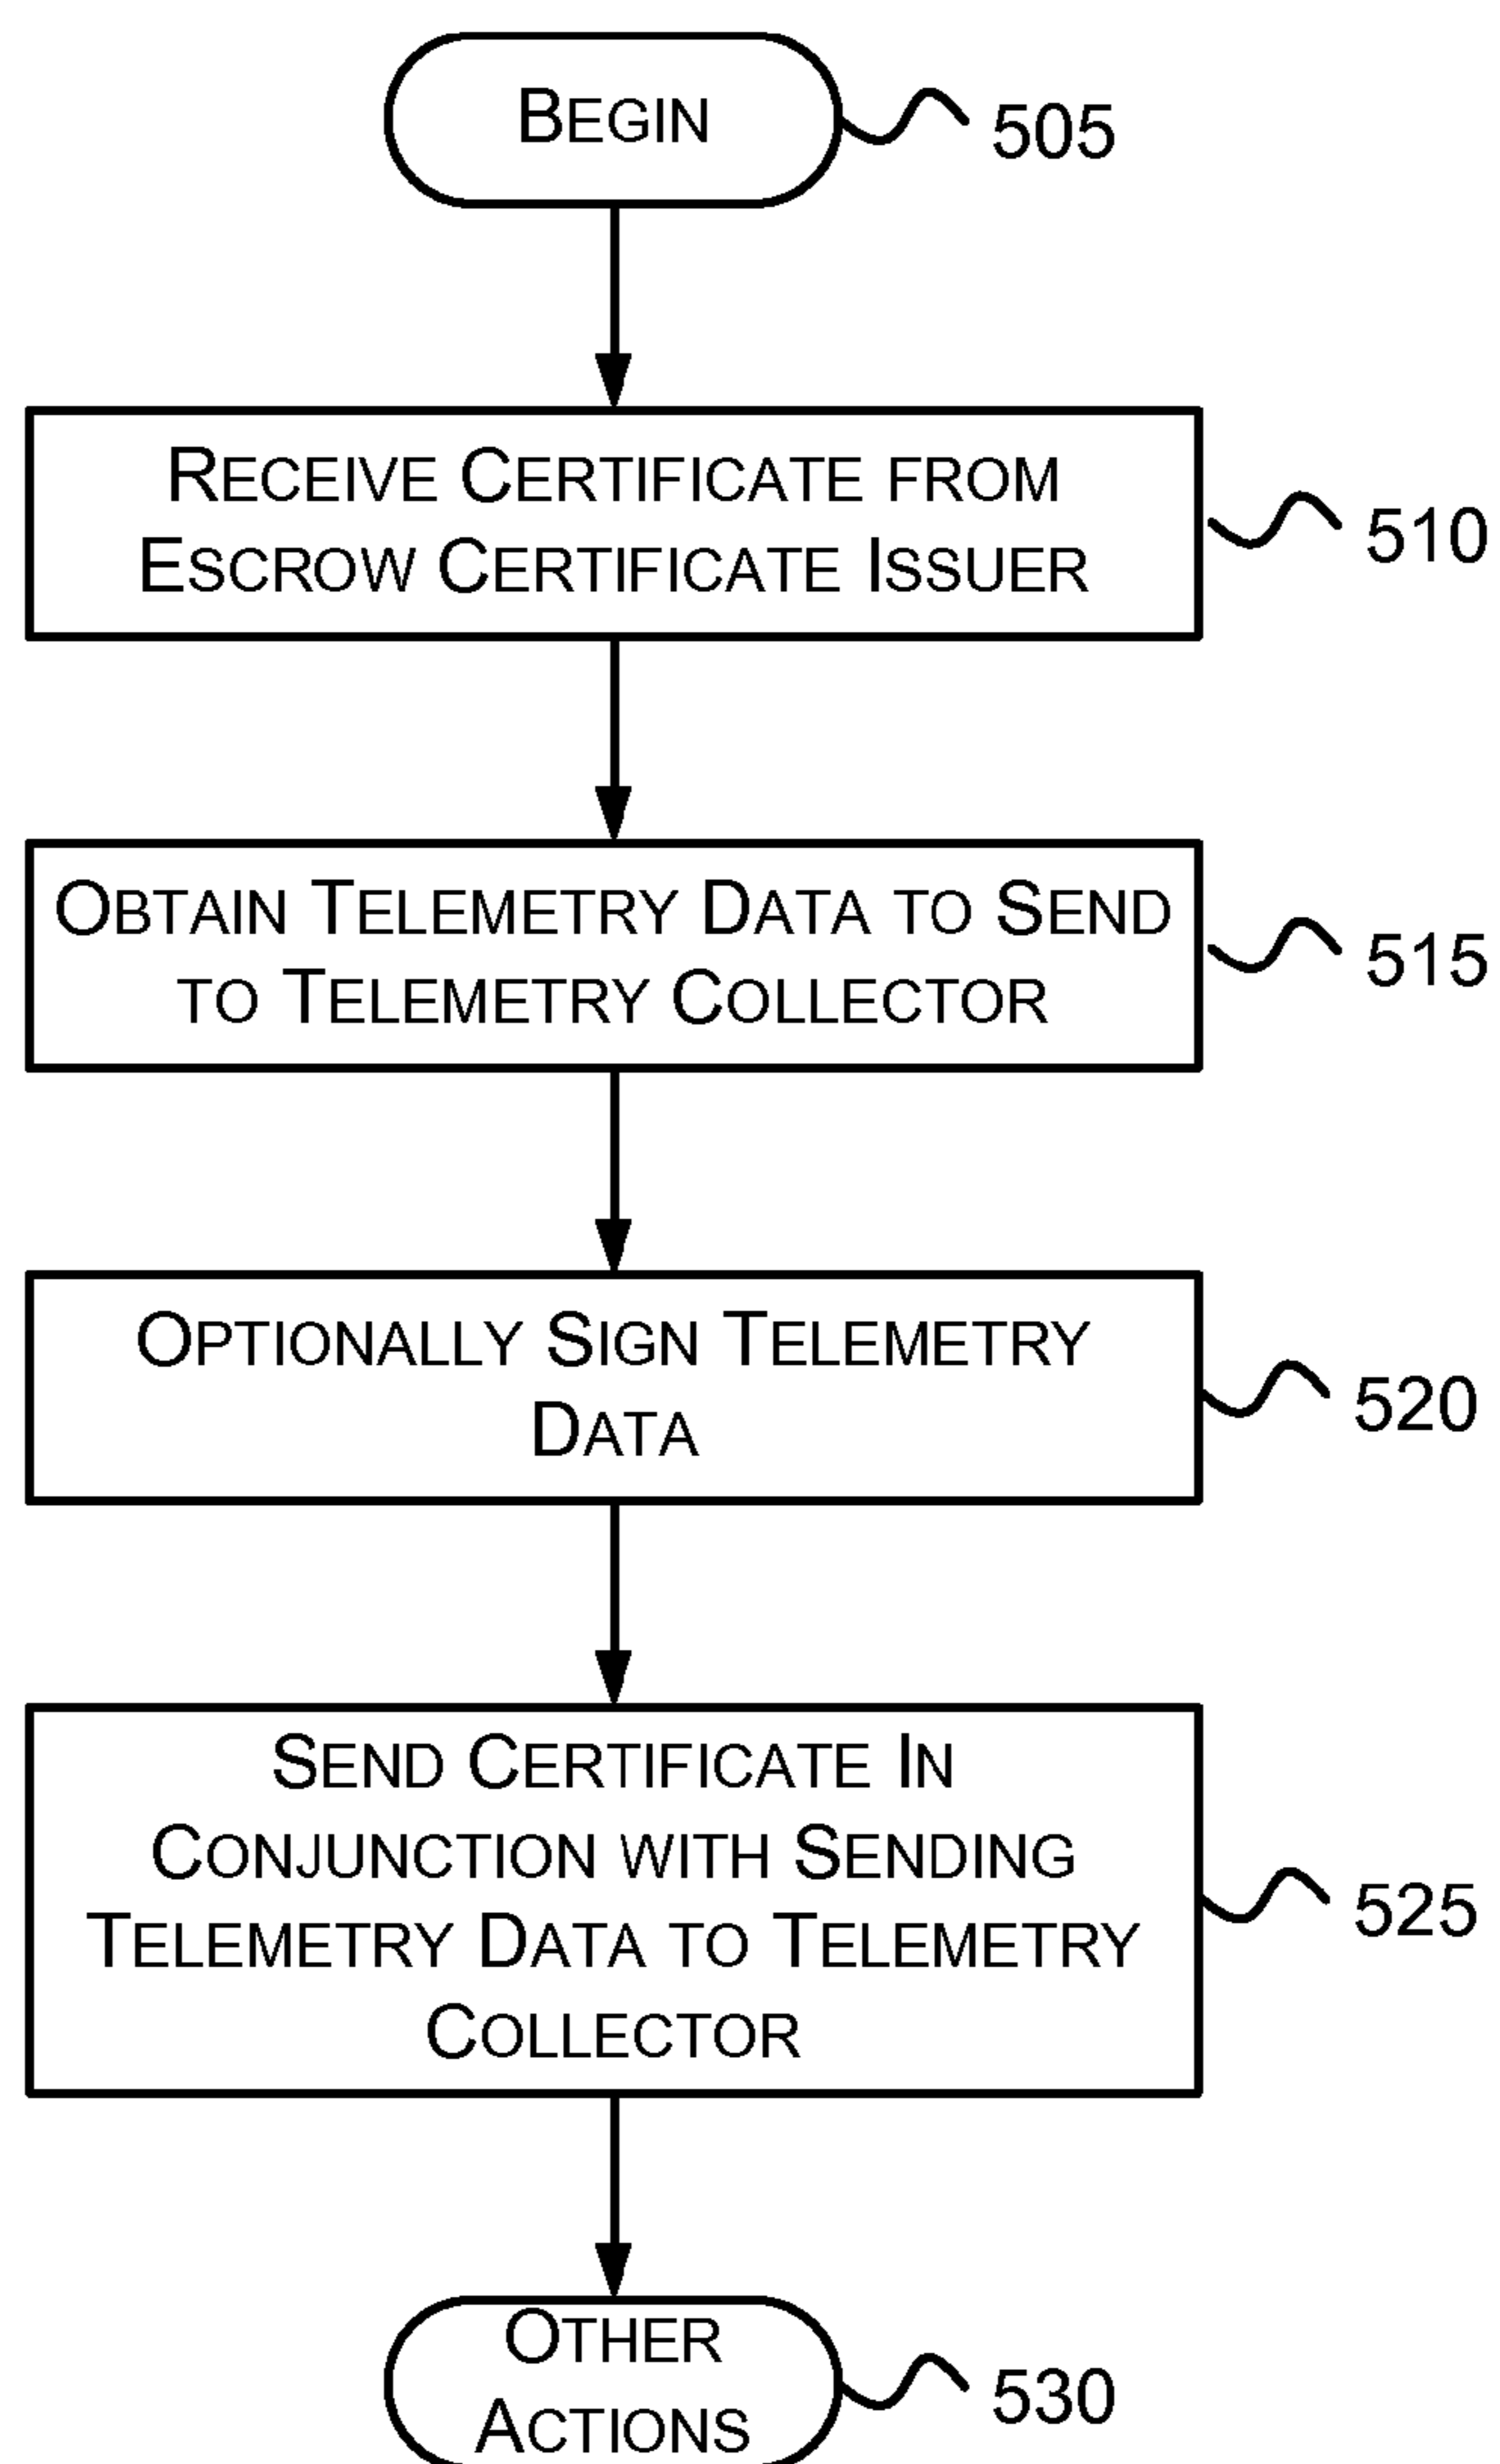 BEGIN
505
RECEIVE CERTIFICATE FROM
ESCROW CERTIFICATE ISSUER
510
OBTAIN TELEMETRY DATA TO SEND
TO TELEMETRY COLLECTOR
515
OPTIONALLY SIGN TELEMETRY
DATA
520
SEND CERTIFICATE IN
CONJUNCTION WITH SENDING
TELEMETRY DATA TO TELEMETRY
COLLECTOR
525
OTHER
ACTIONS
530